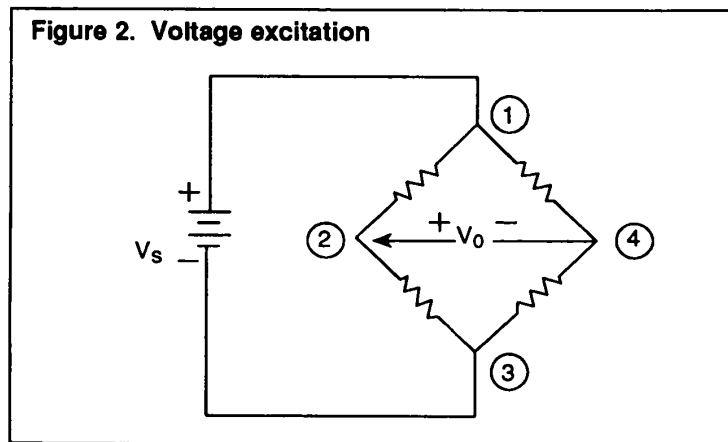 Figure 2. Voltage excitation
1
+
2
+ V₀ −
4
Vs
−
3